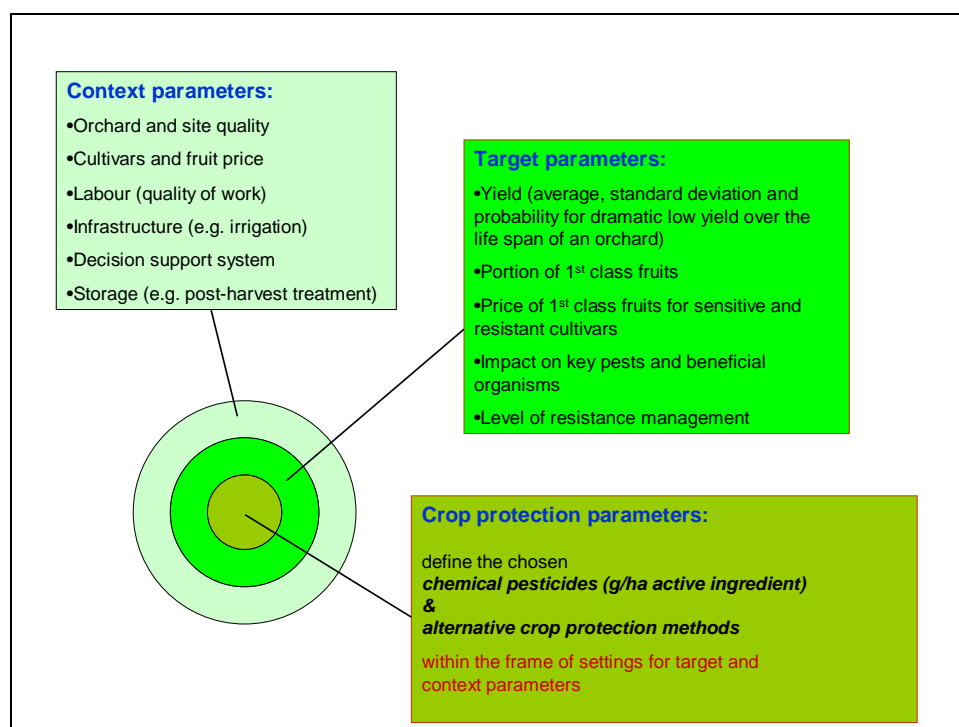 Context parameters:
•Orchard and site quality
•Cultivars and fruit price
•Labour (quality of work)
•Infrastructure (e.g. irrigation)
•Decision support system
•Storage (e.g. post-harvest treatment)
Target parameters:
•Yield (average, standard deviation and
probability for dramatic low yield over the
life span of an orchard)
•Portion of 1st class fruits
•Price of 1st class fruits for sensitive and
resistant cultivars
•Impact on key pests and beneficial
organisms
•Level of resistance management
Crop protection parameters:
define the chosen
chemical pesticides (g/ha active ingredient)
&
alternative crop protection methods
within the frame of settings for target and
context parameters